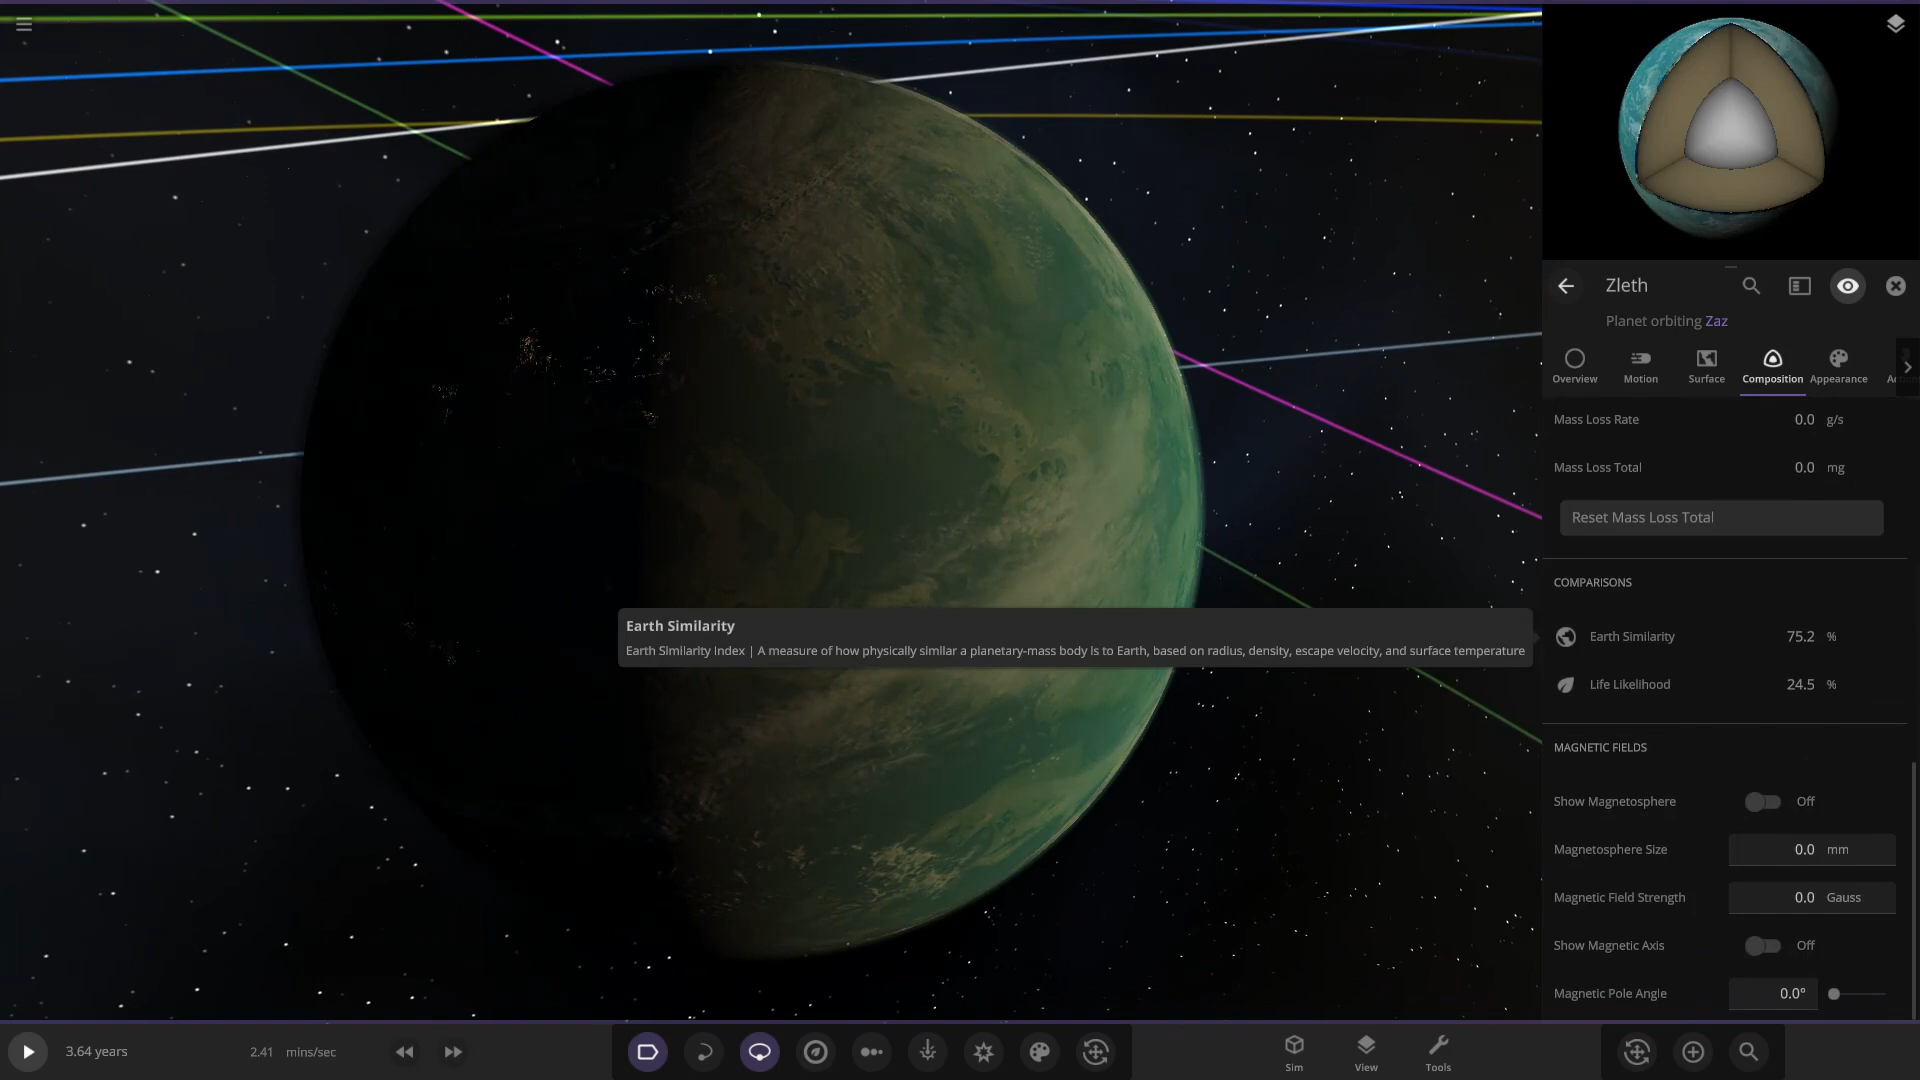 Zleth
Planet orbiting Zaz
Overview
Motion
Surface
Composition
Appearance
Mass Loss Rate 0.0 g/s
Mass Loss Total 0.0 mg
Reset Mass Loss Total
COMPARISONS
Earth Similarity
Earth Similarity Index | A measure of how physically similar a planetary-mass body is to Earth, based on radius, density, escape velocity, and surface temperature
Earth Similarity 75.2 %
Life Likelihood 24.5 %
MAGNETIC FIELDS
Show Magnetosphere Off
Magnetosphere Size 0.0 mm
Magnetic Field Strength 0.0 Gauss
Show Magnetic Axis Off
Magnetic Pole Angle 0.0°
3.64 years
2.41 mins/sec
Sim
View
Tools